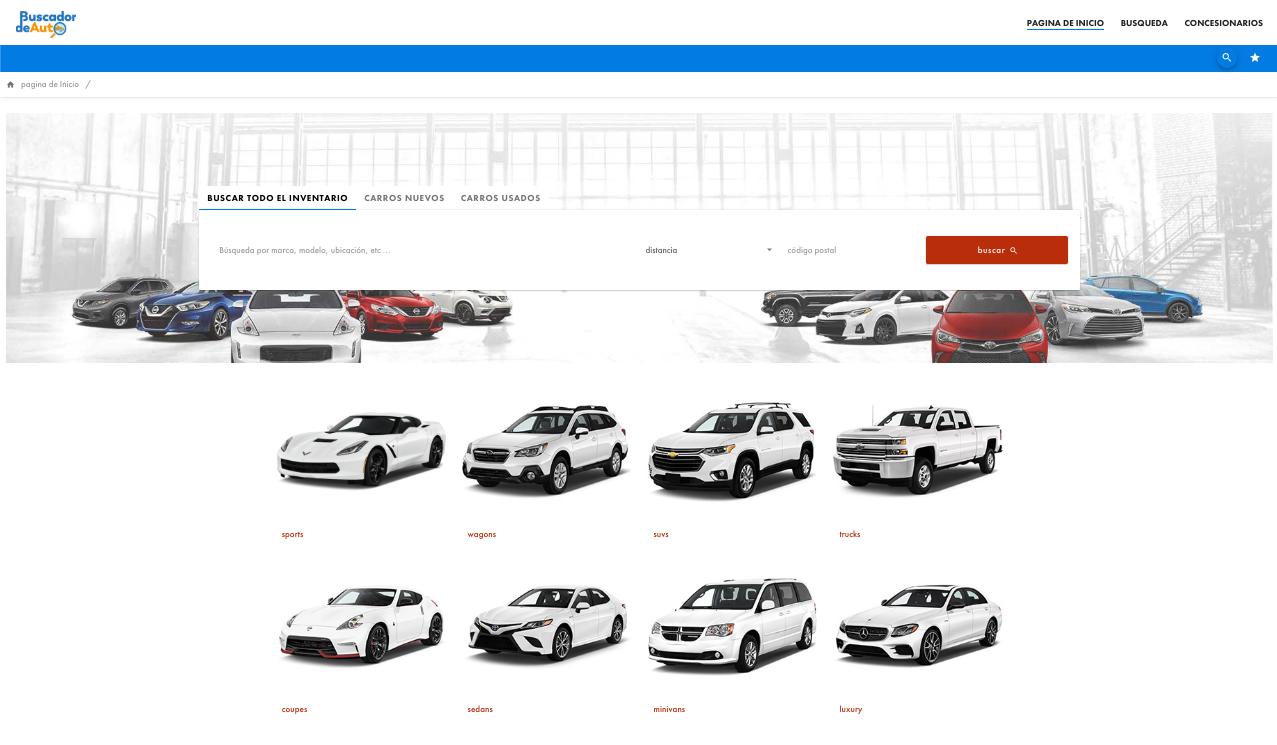 Buscador
deAuto
PAGINA DE INICIO BUSQUEDA CONCESIONARIOS
pagina de Inicio /
BUSCAR TODO EL INVENTARIO CARROS NUEVOS CARROS USADOS
Búsqueda por marca, modelo, ubicación, etc ... distancia código postal buscar
sports wagons suvs trucks
coupes sedans minivans luxury